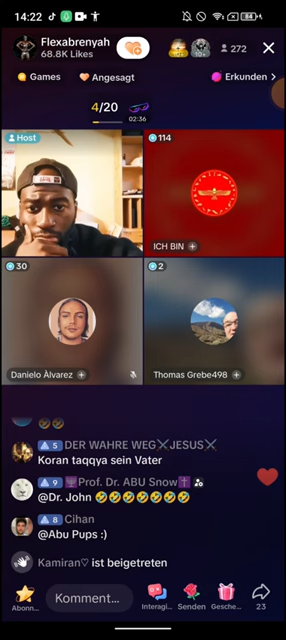 14:22
84
Flexabrenyah
68.8K Likes
272
Games
Angesagt
Erkunden
4/20
02:36
Host
114
ICH BIN
30
2
Danielo Àlvarez
Thomas Grebe498
5 DER WAHRE WEG⚔️JESUS⚔️
Koran taqqya sein Vater
9 🕎Prof. Dr. ABU Snow✝️
@Dr. John 🤣🤣🤣🤣🤣🤣🤣
8 Cihan
@Abu Pups :)
Kamiran♡ ist beigetreten
Abonn...
Komment...
Interagi...
Senden
Gesche...
23